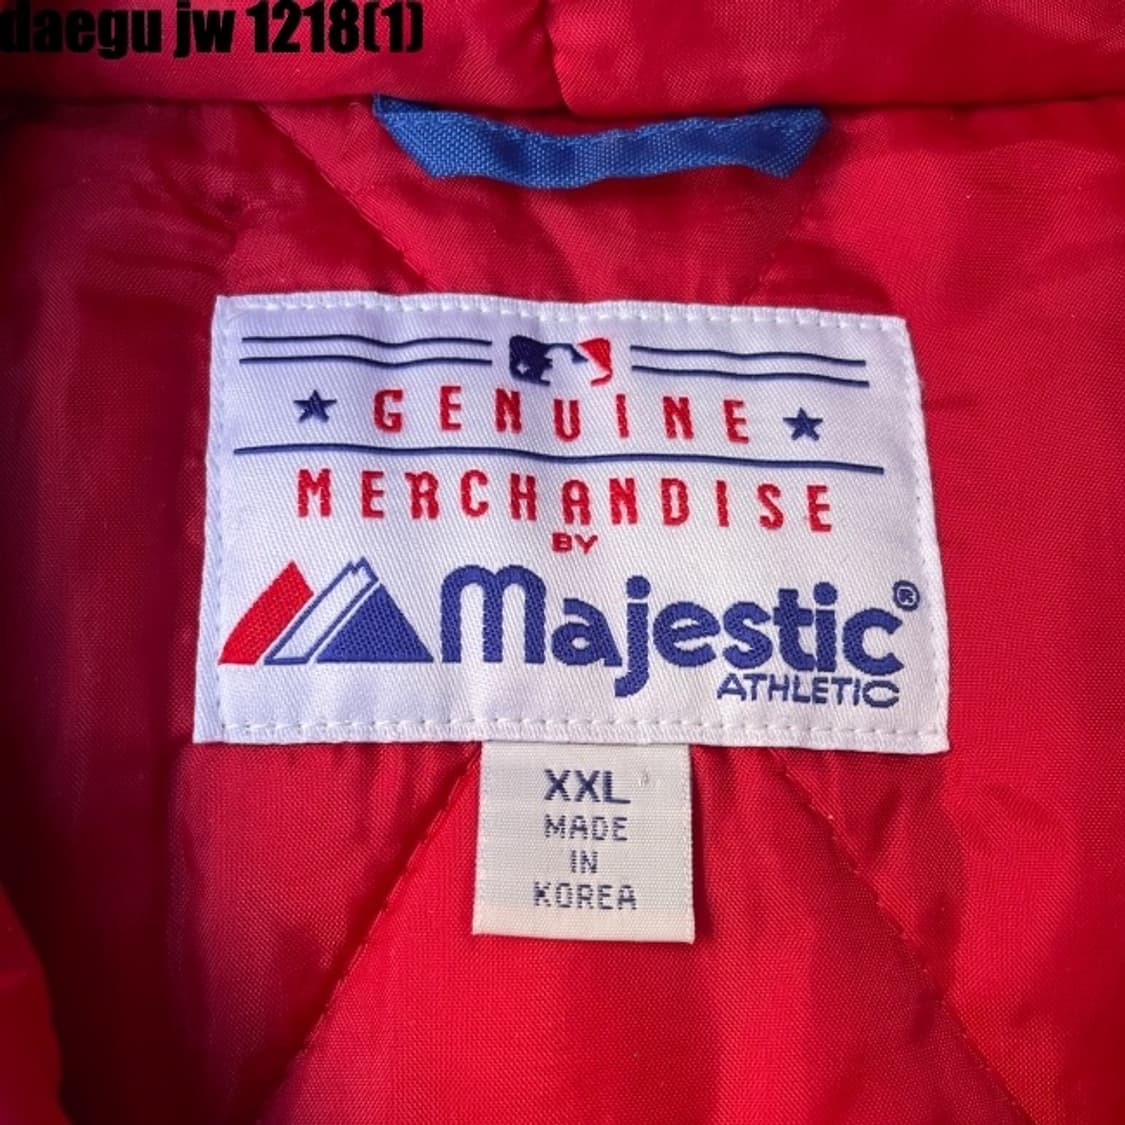 daegu jw 1218(1)
GENUINE
MERCHANDISE
BY
Majestic®
ATHLETIC
XXL
MADE
IN
KOREA